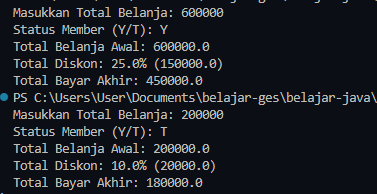 Masukkan Total Belanja: 600000
Status Member (Y/T): Y
Total Belanja Awal: 600000.0
Total Diskon: 25.0% (150000.0)
Total Bayar Akhir: 450000.0
PS C:\Users\User\Documents\belajar-ges\belajar-java\
Masukkan Total Belanja: 200000
Status Member (Y/T): T
Total Belanja Awal: 200000.0
Total Diskon: 10.0% (20000.0)
Total Bayar Akhir: 180000.0